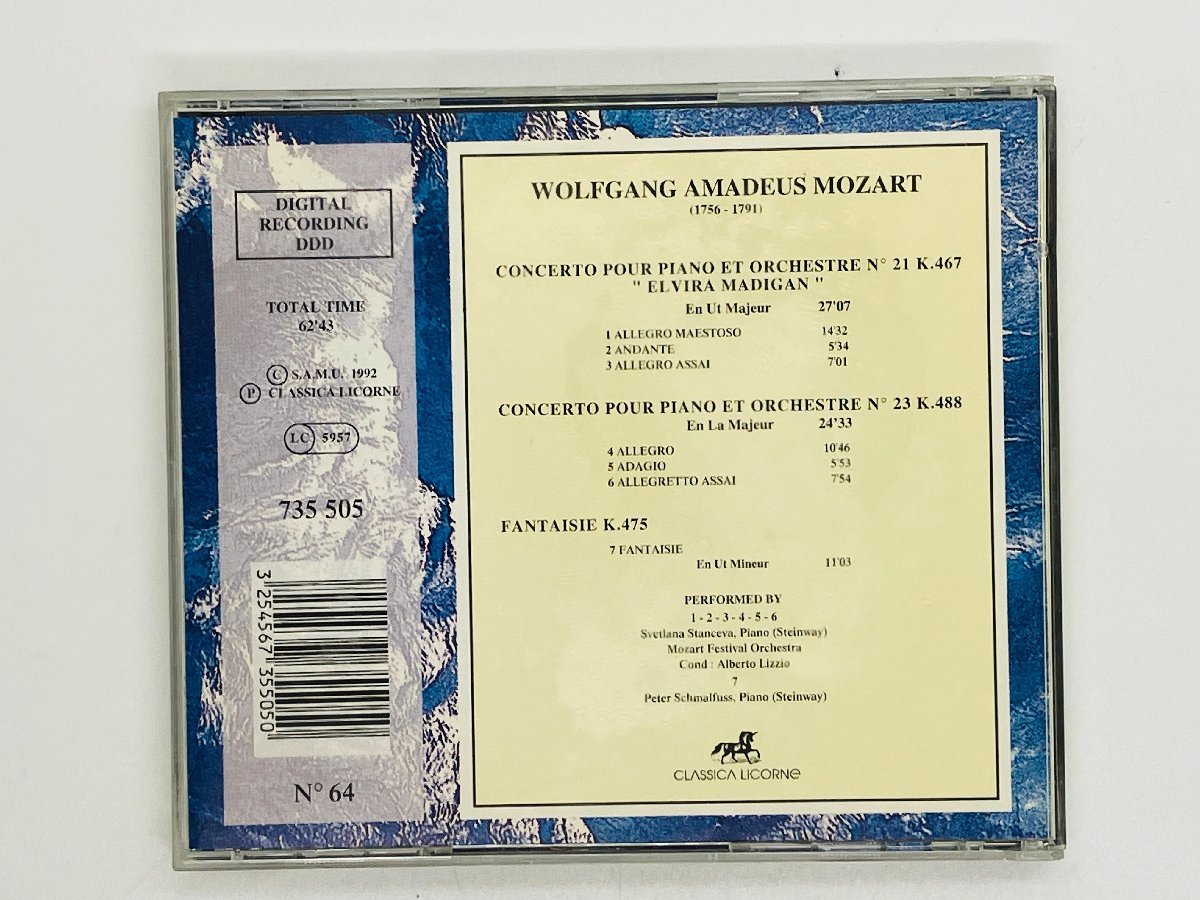 DIGITAL
RECORDING
DDD
TOTAL TIME
62'43
C S.A.M.U. 1992
P CLASSICA LICORNE
LC 5957
735 505
3 254567 355050
N° 64
WOLFGANG AMADEUS MOZART
(1756 - 1791)
CONCERTO POUR PIANO ET ORCHESTRE N° 21 K.467
" ELVIRA MADIGAN "
En Ut Majeur 27'07
1 ALLEGRO MAESTOSO 14'32
2 ANDANTE 5'34
3 ALLEGRO ASSAI 7'01
CONCERTO POUR PIANO ET ORCHESTRE N° 23 K.488
En La Majeur 24'33
4 ALLEGRO 10'46
5 ADAGIO 5'53
6 ALLEGRETTO ASSAI 7'54
FANTAISIE K.475
7 FANTAISIE
En Ut Mineur 11'03
PERFORMED BY
1 - 2 - 3 - 4 - 5 - 6
Svetlana Stanceva, Piano (Steinway)
Mozart Festival Orchestra
Cond : Alberto Lizzio
7
Peter Schmalfuss, Piano (Steinway)
CLASSICA LICORNE